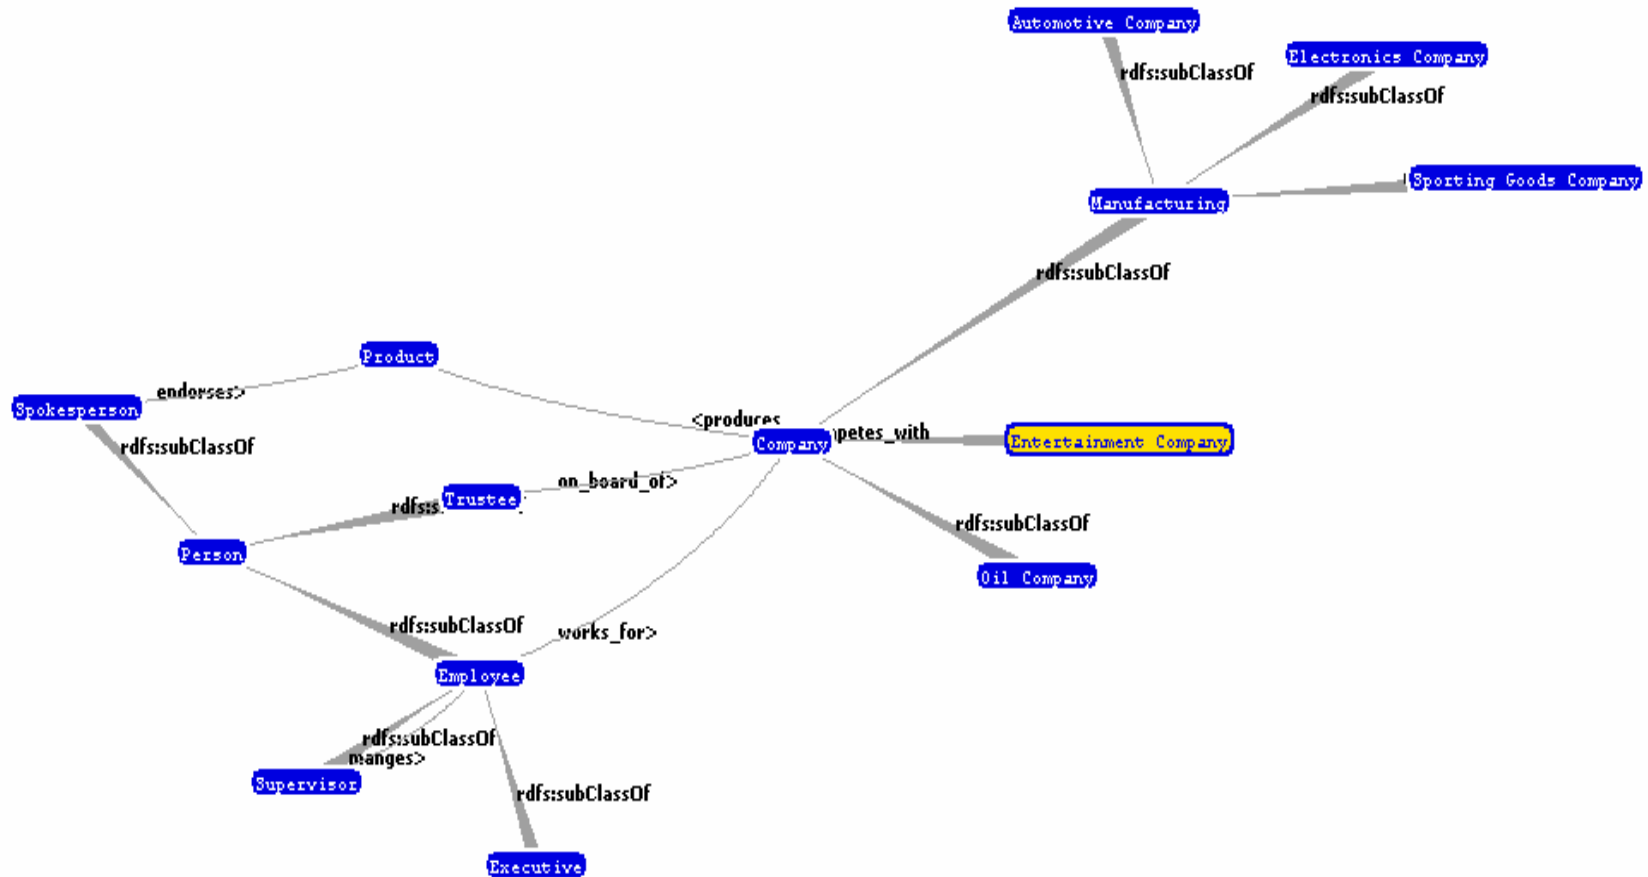 Automotive Company
Electronics Company
rdfs:subClassOf
rdfs:subClassOf
Sporting Goods Company
Manufacturing
rdfs:subClassOf
Product
endorses>
Spokesperson
<produces
petes_with
Company
Entertainment Company
rdfs:subClassOf
on_board_of>
Trustee
rdfs:s
rdfs:subClassOf
Person
Oil Company
rdfs:subClassOf
works_for>
Employee
rdfs:subClassOf
manges>
Supervisor
rdfs:subClassOf
Executive